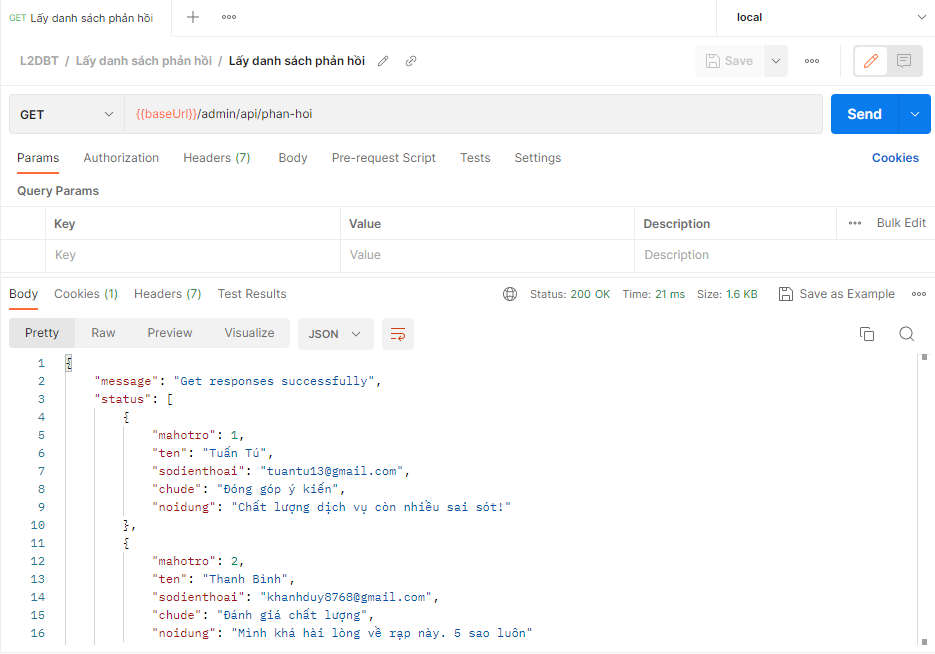 GET Lấy danh sách phản hồi
local
L2DBT / Lấy danh sách phản hồi / Lấy danh sách phản hồi
Save
GET
{{baseUrl}}/admin/api/phan-hoi
Send
Params Authorization Headers (7) Body Pre-request Script Tests Settings Cookies
Query Params
Key Value Description Bulk Edit
Key Value Description
Body Cookies (1) Headers (7) Test Results Status: 200 OK Time: 21 ms Size: 1.6 KB Save as Example
Pretty Raw Preview Visualize JSON
1 {
2 "message": "Get responses successfully",
3 "status": [
4 {
5 "mahotro": 1,
6 "ten": "Tuấn Tú",
7 "sodienthoai": "tuantu13@gmail.com",
8 "chude": "Đóng góp ý kiến",
9 "noidung": "Chất lượng dịch vụ còn nhiều sai sót!"
10 },
11 {
12 "mahotro": 2,
13 "ten": "Thanh Bình",
14 "sodienthoai": "khanhduy8768@gmail.com",
15 "chude": "Đánh giá chất lượng",
16 "noidung": "Mình khá hài lòng về rạp này. 5 sao luôn"